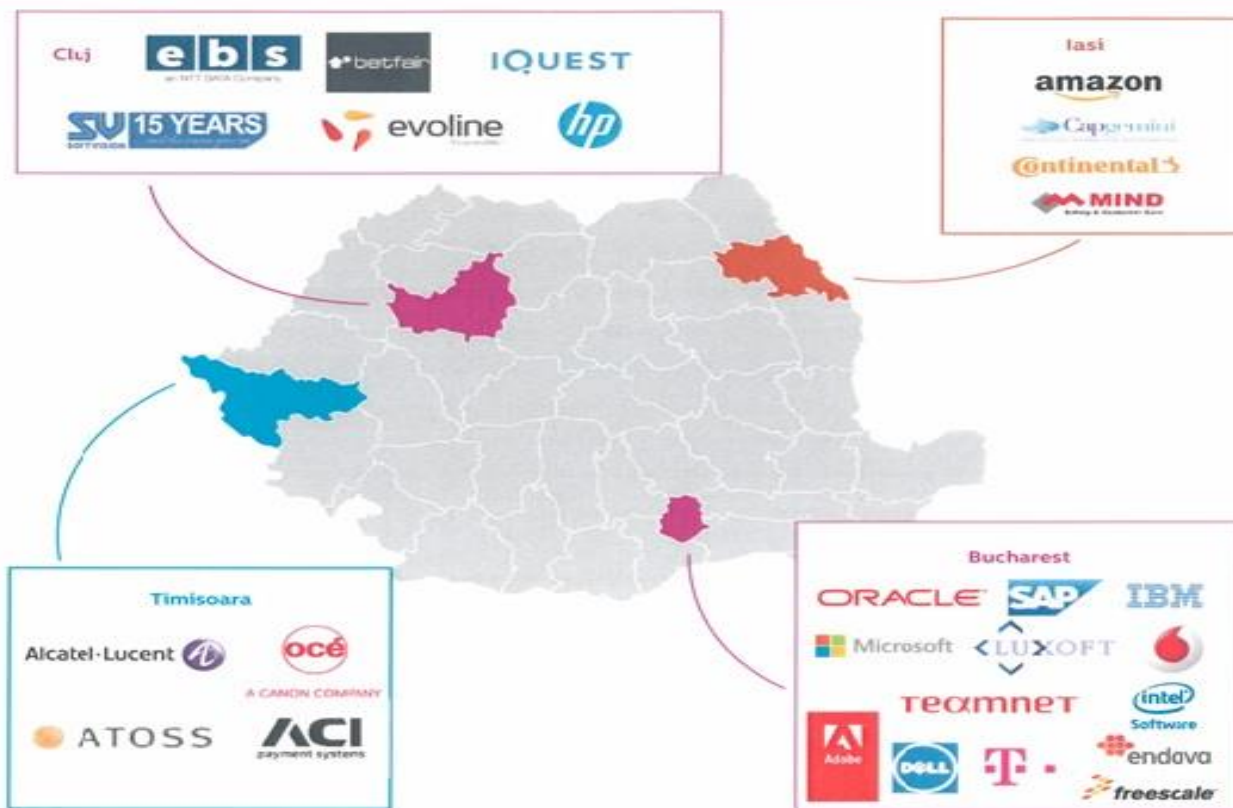 Cluj
ebs
an NTT DATA Company
betfair
IQUEST
SV 15 YEARS
SOFTVISION
evoline
hp
Iasi
amazon
Capgemini
Continental
MIND
Timisoara
Alcatel·Lucent
océ
A CANON COMPANY
ATOSS
ACI
payment systems
Bucharest
ORACLE
SAP
IBM
Microsoft
LUXOFT
Teamnet
intel
Software
Adobe
DELL
T
endava
freescale